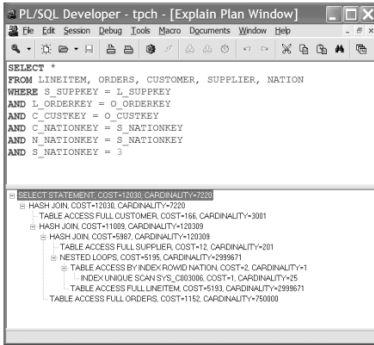 PL/SQL Developer - tpch - [Explain Plan Window]
File Edit Session Debug Tools Macro Documents Window Help
SELECT *
FROM LINEITEM, ORDERS, CUSTOMER, SUPPLIER, NATION
WHERE S_SUPPKEY = L_SUPPKEY
AND L_ORDERKEY = O_ORDERKEY
AND C_CUSTKEY = O_CUSTKEY
AND C_NATIONKEY = S_NATIONKEY
AND N_NATIONKEY = S_NATIONKEY
AND S_NATIONKEY = 3
SELECT STATEMENT, COST=12030, CARDINALITY=7220
HASH JOIN, COST=12030, CARDINALITY=7220
TABLE ACCESS FULL CUSTOMER, COST=166, CARDINALITY=3001
HASH JOIN, COST=11009, CARDINALITY=120309
HASH JOIN, COST=5987, CARDINALITY=120309
TABLE ACCESS FULL SUPPLIER, COST=12, CARDINALITY=201
NESTED LOOPS, COST=5195, CARDINALITY=2999671
TABLE ACCESS BY INDEX ROWID NATION, COST=2, CARDINALITY=1
INDEX UNIQUE SCAN SYS_C003006, COST=1, CARDINALITY=25
TABLE ACCESS FULL LINEITEM, COST=5193, CARDINALITY=2999671
TABLE ACCESS FULL ORDERS, COST=1152, CARDINALITY=750000